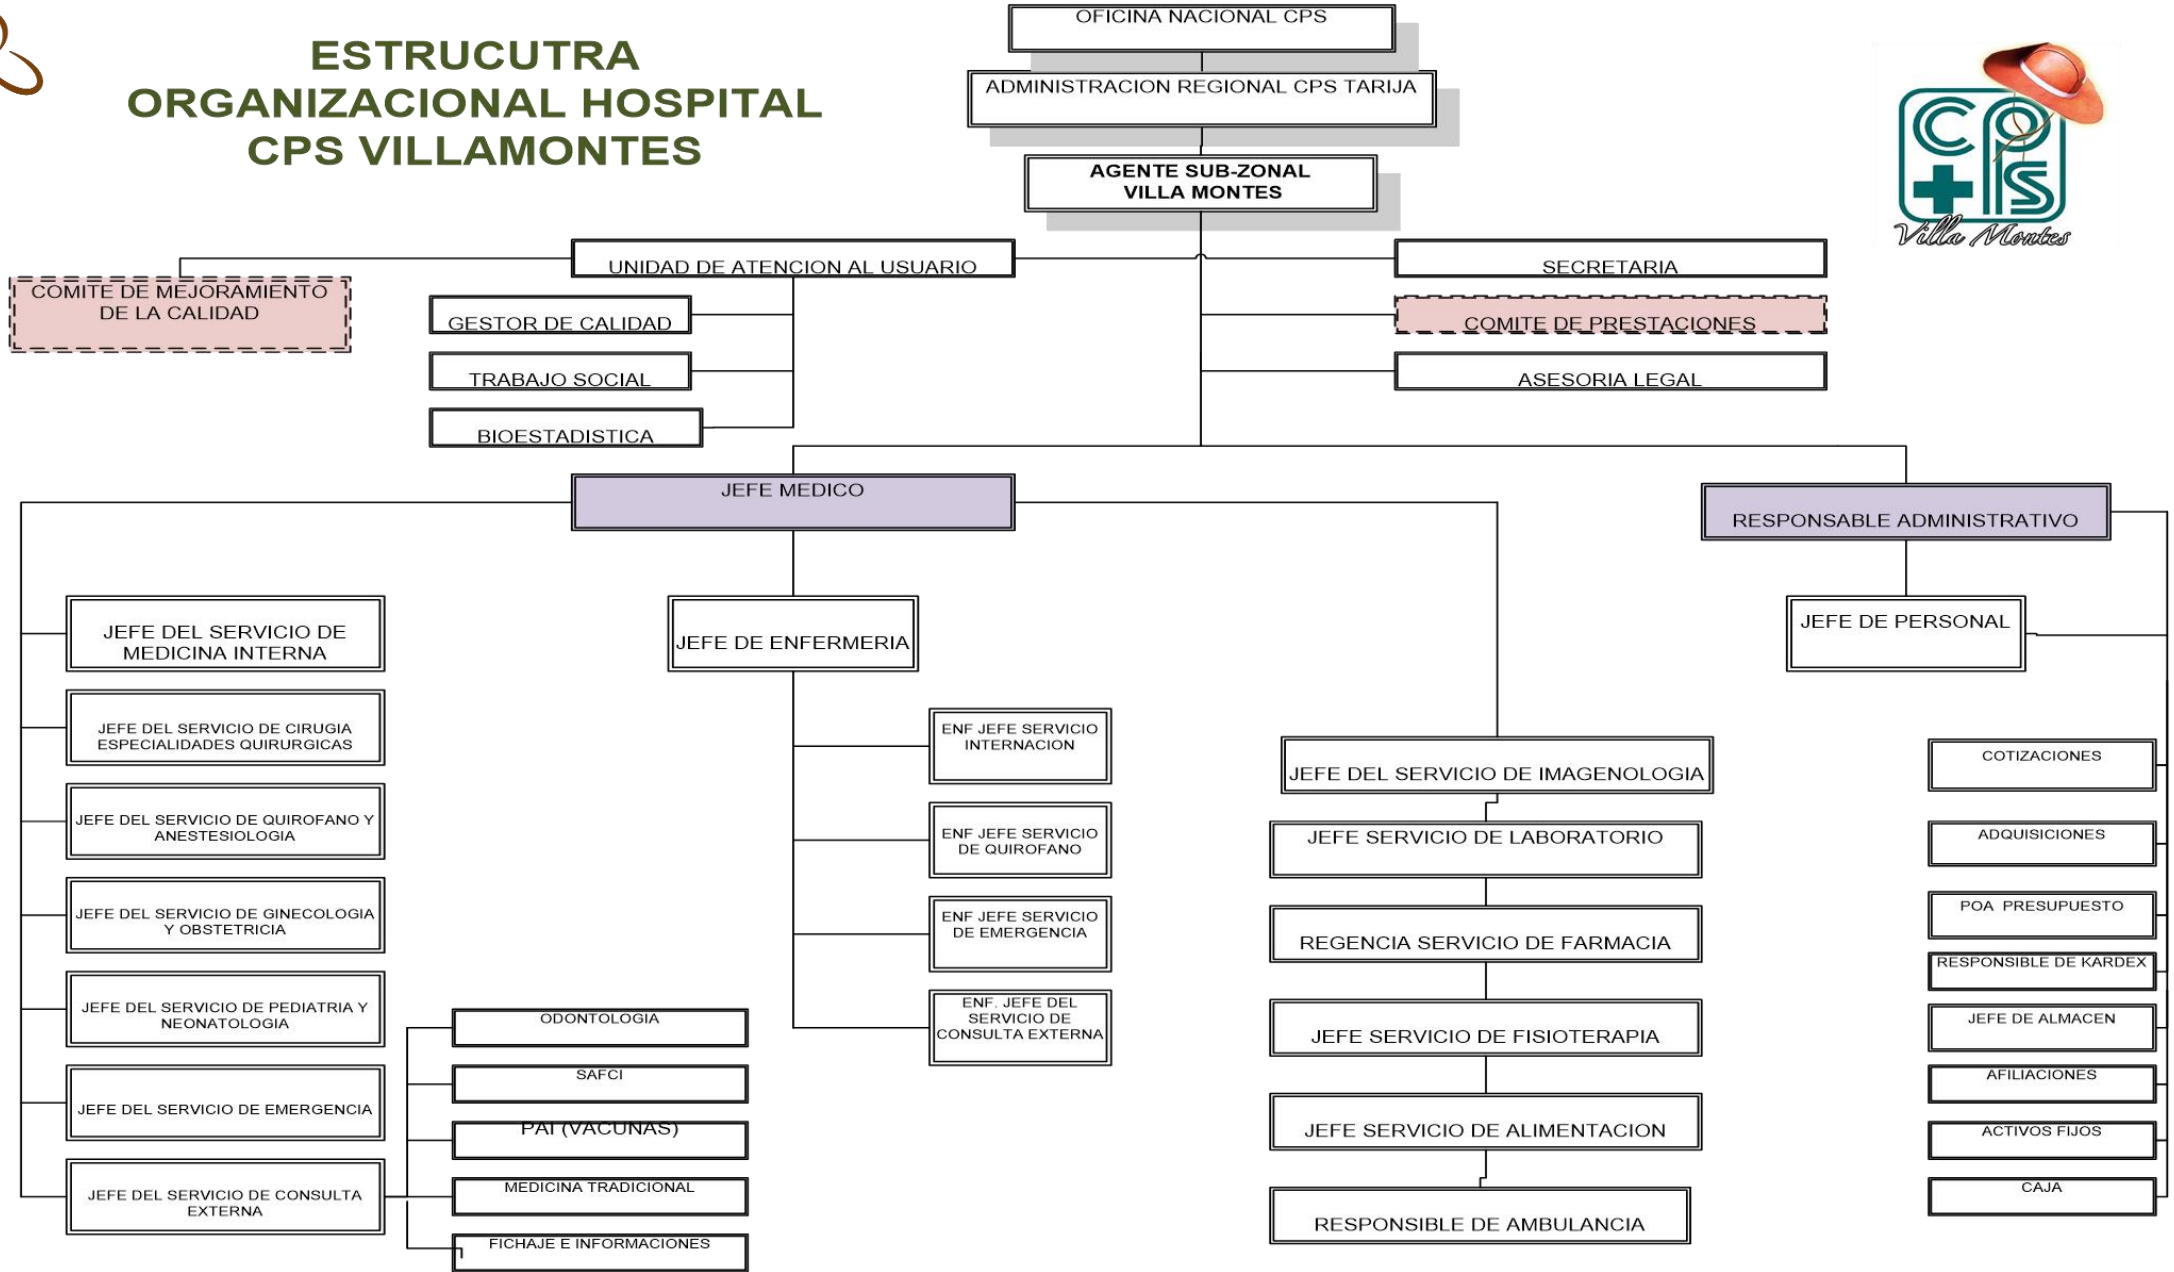 ESTRUCUTRA
ORGANIZACIONAL HOSPITAL
CPS VILLAMONTES
OFICINA NACIONAL CPS
ADMINISTRACION REGIONAL CPS TARIJA
AGENTE SUB-ZONAL
VILLA MONTES
CPS
Villa Montes
UNIDAD DE ATENCION AL USUARIO
SECRETARIA
COMITE DE MEJORAMIENTO
DE LA CALIDAD
GESTOR DE CALIDAD
COMITE DE PRESTACIONES
TRABAJO SOCIAL
ASESORIA LEGAL
BIOESTADISTICA
JEFE MEDICO
RESPONSABLE ADMINISTRATIVO
JEFE DEL SERVICIO DE
MEDICINA INTERNA
JEFE DEL SERVICIO DE CIRUGIA
ESPECIALIDADES QUIRURGICAS
JEFE DEL SERVICIO DE QUIROFANO Y
ANESTESIOLOGIA
JEFE DEL SERVICIO DE GINECOLOGIA
Y OBSTETRICIA
JEFE DEL SERVICIO DE PEDIATRIA Y
NEONATOLOGIA
JEFE DEL SERVICIO DE EMERGENCIA
JEFE DEL SERVICIO DE CONSULTA
EXTERNA
ODONTOLOGIA
SAFCI
PAI (VACUNAS)
MEDICINA TRADICIONAL
FICHAJE E INFORMACIONES
JEFE DE ENFERMERIA
ENF JEFE SERVICIO
INTERNACION
ENF JEFE SERVICIO
DE QUIROFANO
ENF JEFE SERVICIO
DE EMERGENCIA
ENF. JEFE DEL
SERVICIO DE
CONSULTA EXTERNA
JEFE DEL SERVICIO DE IMAGENOLOGIA
JEFE SERVICIO DE LABORATORIO
REGENCIA SERVICIO DE FARMACIA
JEFE SERVICIO DE FISIOTERAPIA
JEFE SERVICIO DE ALIMENTACION
RESPONSIBLE DE AMBULANCIA
JEFE DE PERSONAL
COTIZACIONES
ADQUISICIONES
POA  PRESUPUESTO
RESPONSIBLE DE KARDEX
JEFE DE ALMACEN
AFILIACIONES
ACTIVOS FIJOS
CAJA